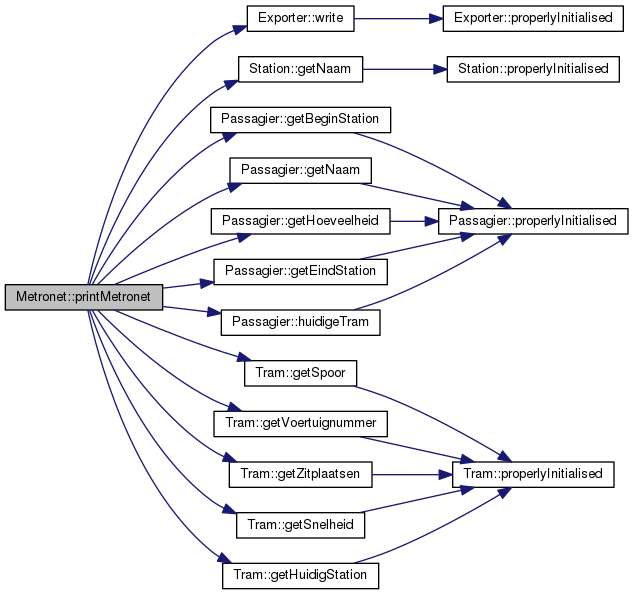 Exporter::write
Exporter::properlyInitialised
Station::getNaam
Station::properlyInitialised
Passagier::getBeginStation
Passagier::getNaam
Passagier::getHoeveelheid
Passagier::properlyInitialised
Passagier::getEindStation
Metronet::printMetronet
Passagier::huidigeTram
Tram::getSpoor
Tram::getVoertuignummer
Tram::getZitplaatsen
Tram::properlyInitialised
Tram::getSnelheid
Tram::getHuidigStation